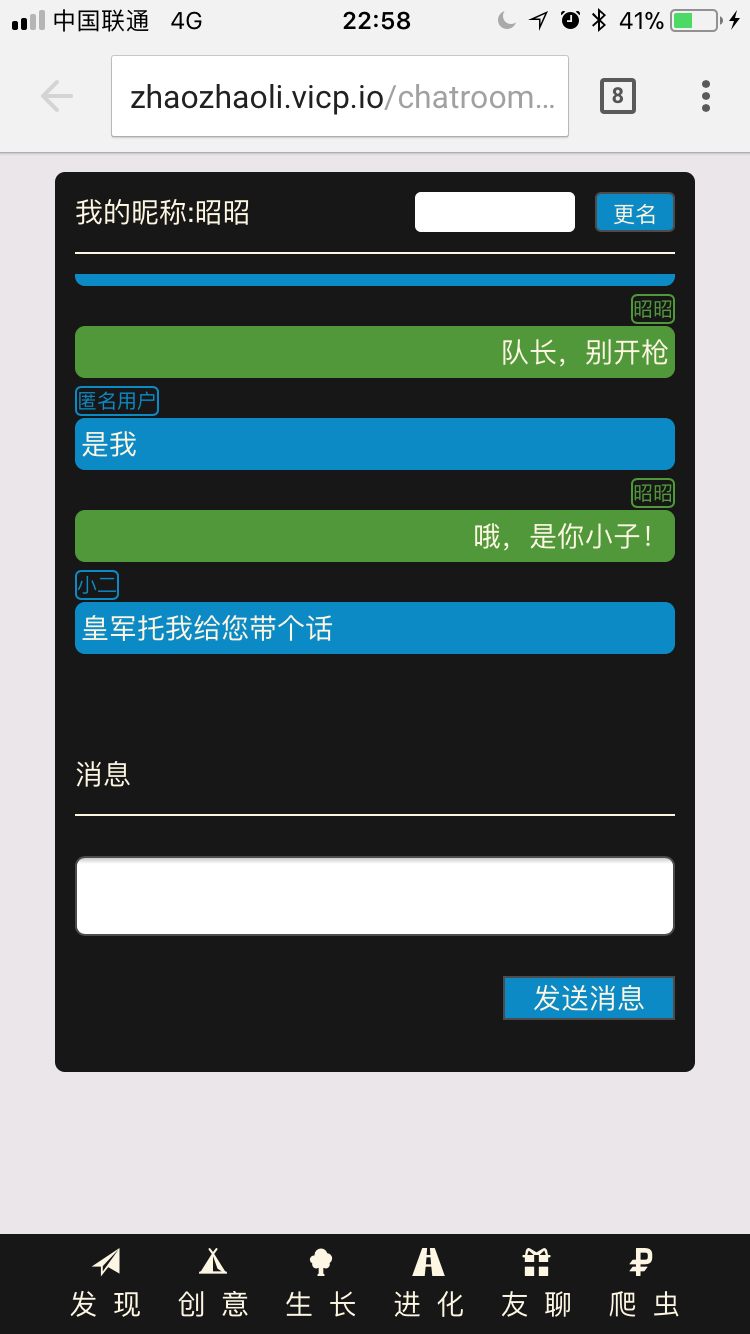 中国联通 4G 22:58 41%
zhaozhaoli.vicp.io/chatroom... 8
我的昵称:昭昭 更名
昭昭
队长，别开枪
匿名用户
是我
昭昭
哦，是你小子！
小二
皇军托我给您带个话
消息
发送消息
发现 创意 生长 进化 友聊 爬虫